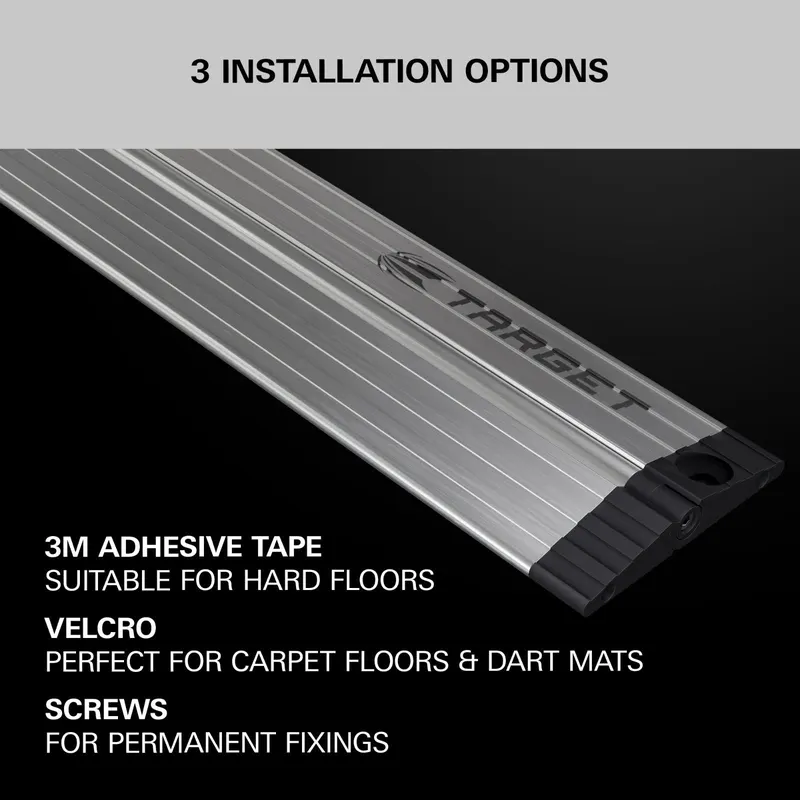 3 INSTALLATION OPTIONS
TARGET
3M ADHESIVE TAPE
SUITABLE FOR HARD FLOORS
VELCRO
PERFECT FOR CARPET FLOORS & DART MATS
SCREWS
FOR PERMANENT FIXINGS